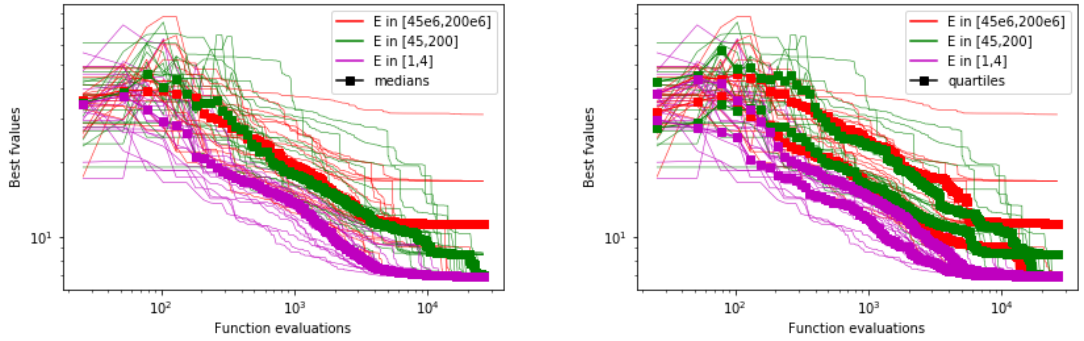 E in [45e6,200e6]
E in [45,200]
E in [1,4]
medians
Best fvalues
10¹
10² 10³ 10⁴
Function evaluations
E in [45e6,200e6]
E in [45,200]
E in [1,4]
quartiles
Best fvalues
10¹
10² 10³ 10⁴
Function evaluations